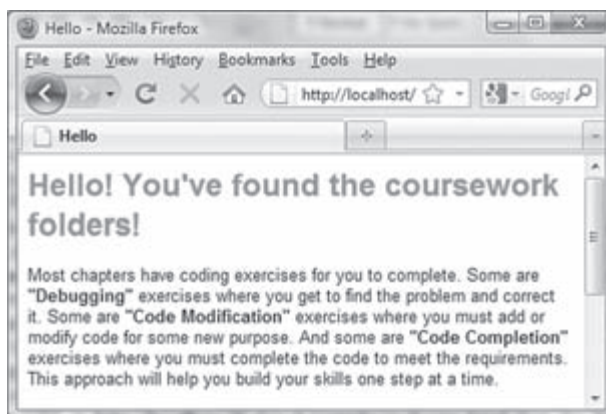 Hello - Mozilla Firefox
File Edit View History Bookmarks Tools Help
http://localhost/ Googl
Hello
Hello! You've found the coursework
folders!
Most chapters have coding exercises for you to complete. Some are
"Debugging" exercises where you get to find the problem and correct
it. Some are "Code Modification" exercises where you must add or
modify code for some new purpose. And some are "Code Completion"
exercises where you must complete the code to meet the requirements.
This approach will help you build your skills one step at a time.